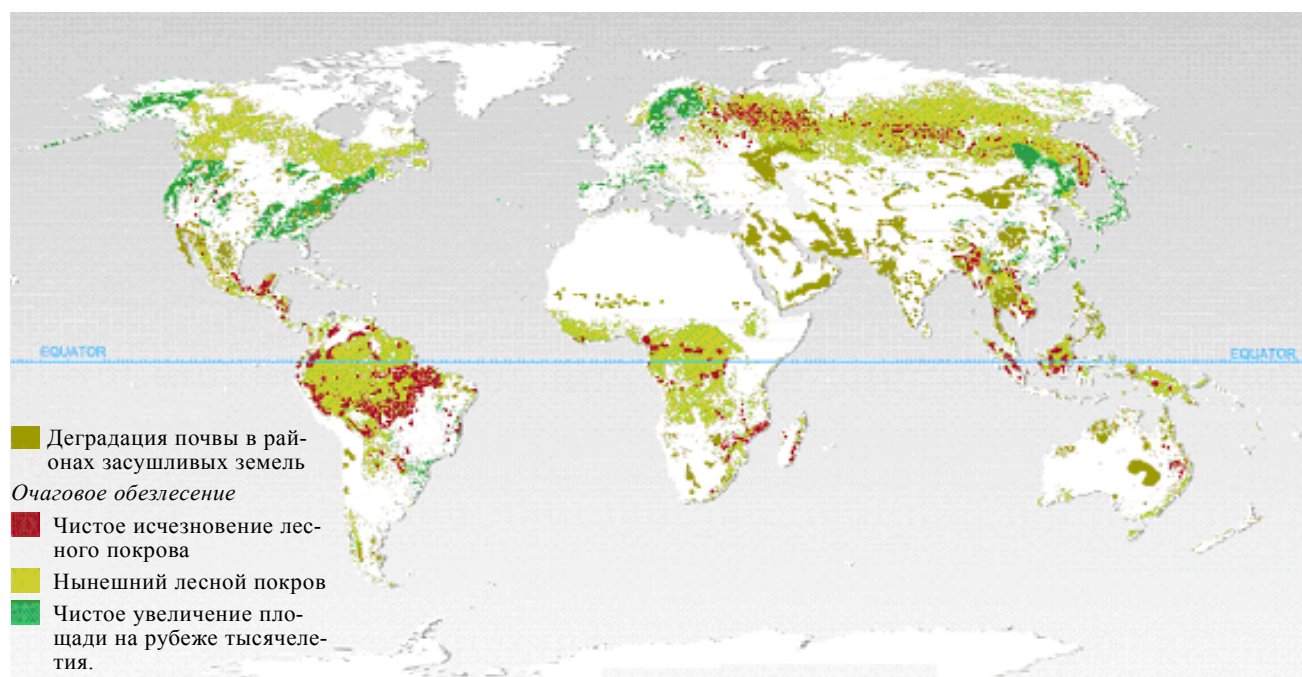 EQUATOR
EQUATOR
Деградация почвы в рай-
онах засушливых земель
Очаговое обезлесение
Чистое исчезновение лес-
ного покрова
Нынешний лесной покров
Чистое увеличение пло-
щади на рубеже тысячеле-
тия.